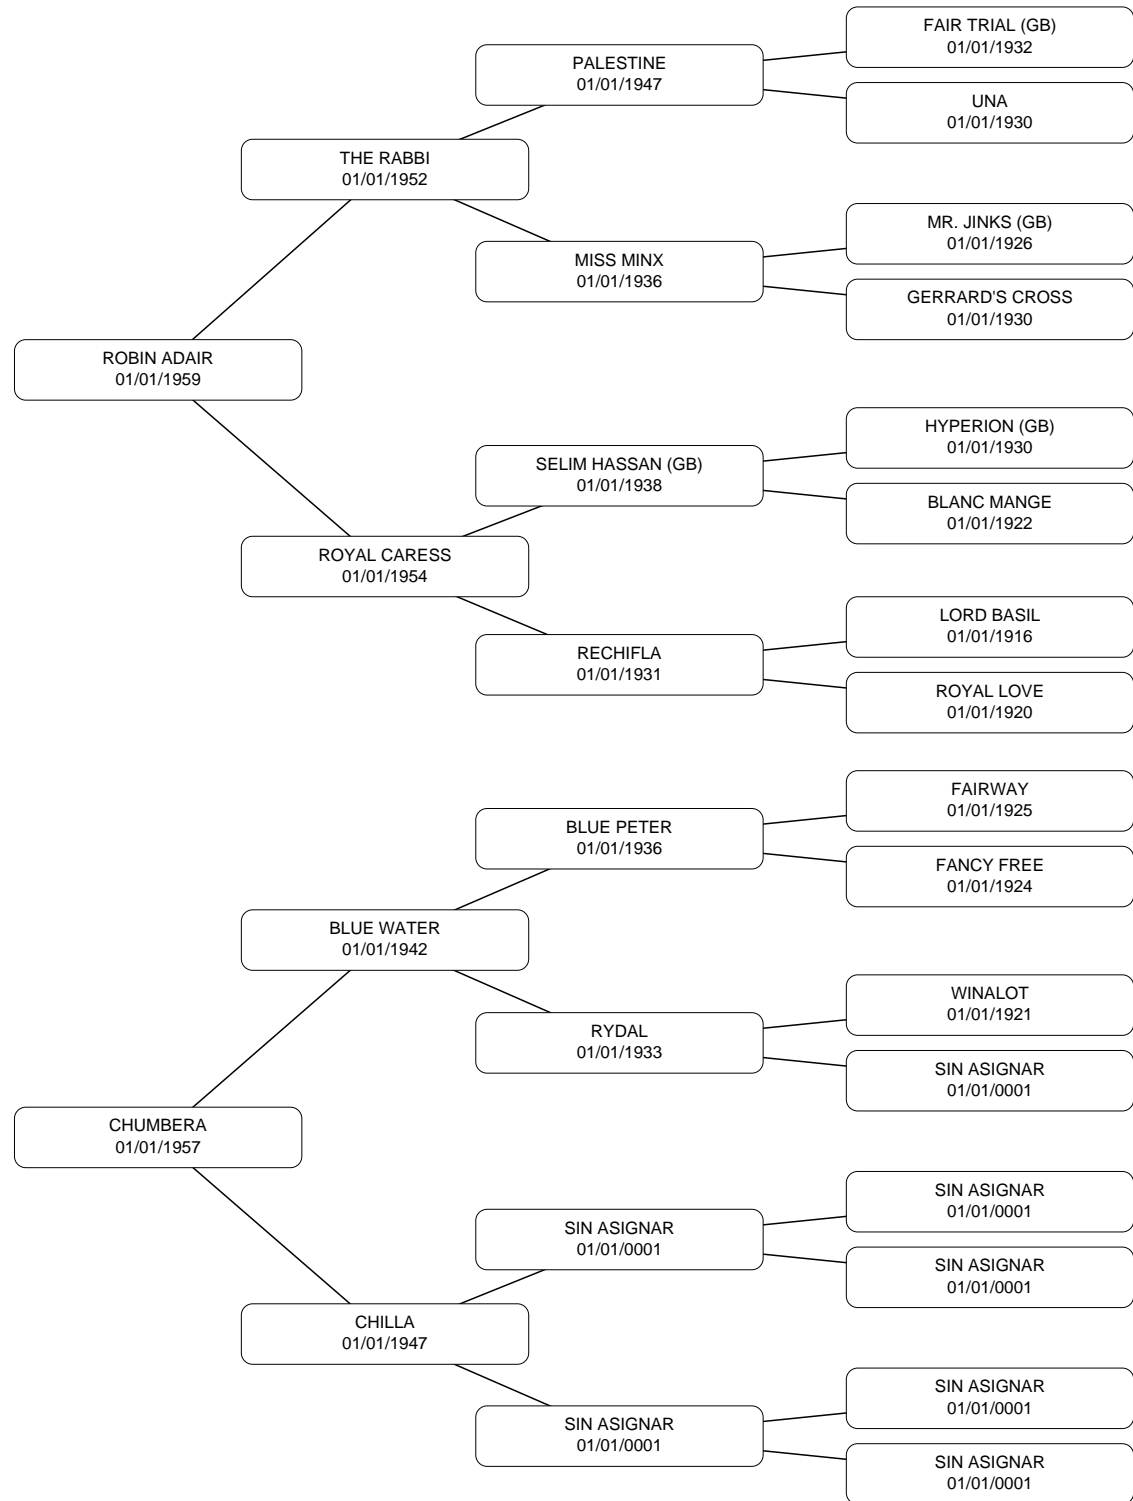 FAIR TRIAL (GB)
01/01/1932
PALESTINE
01/01/1947
UNA
01/01/1930
THE RABBI
01/01/1952
MR. JINKS (GB)
01/01/1926
MISS MINX
01/01/1936
GERRARD'S CROSS
01/01/1930
ROBIN ADAIR
01/01/1959
HYPERION (GB)
01/01/1930
SELIM HASSAN (GB)
01/01/1938
BLANC MANGE
01/01/1922
ROYAL CARESS
01/01/1954
LORD BASIL
01/01/1916
RECHIFLA
01/01/1931
ROYAL LOVE
01/01/1920
FAIRWAY
01/01/1925
BLUE PETER
01/01/1936
FANCY FREE
01/01/1924
BLUE WATER
01/01/1942
WINALOT
01/01/1921
RYDAL
01/01/1933
SIN ASIGNAR
01/01/0001
CHUMBERA
01/01/1957
SIN ASIGNAR
01/01/0001
SIN ASIGNAR
01/01/0001
SIN ASIGNAR
01/01/0001
CHILLA
01/01/1947
SIN ASIGNAR
01/01/0001
SIN ASIGNAR
01/01/0001
SIN ASIGNAR
01/01/0001